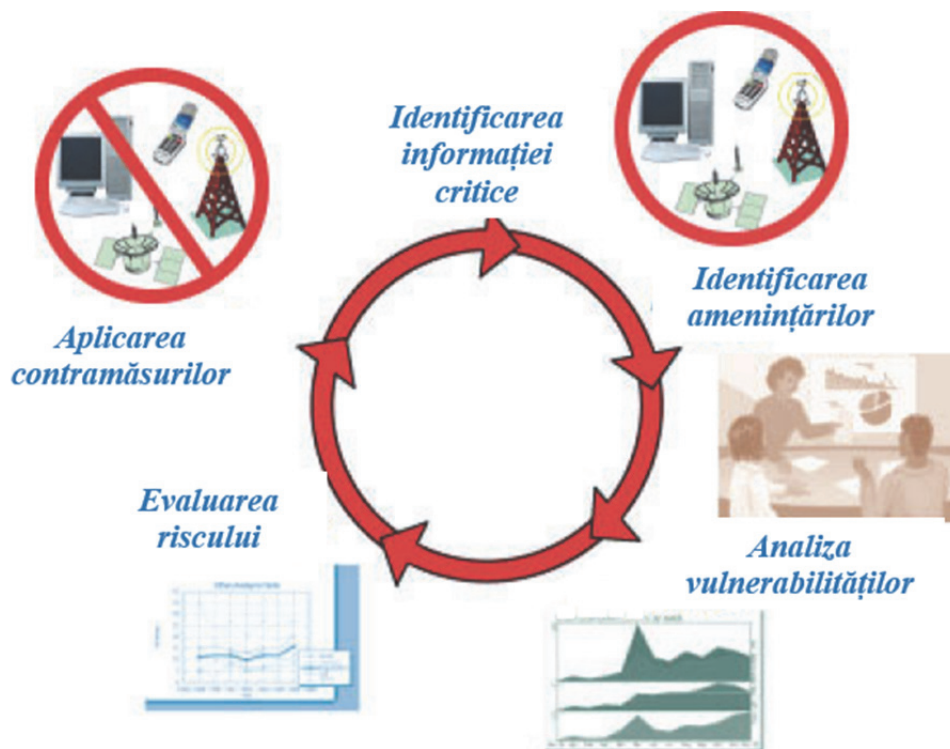 Identificarea
informației
critice
Identificarea
amenințărilor
Analiza
vulnerabilităților
Evaluarea
riscului
Aplicarea
contramăsurilor